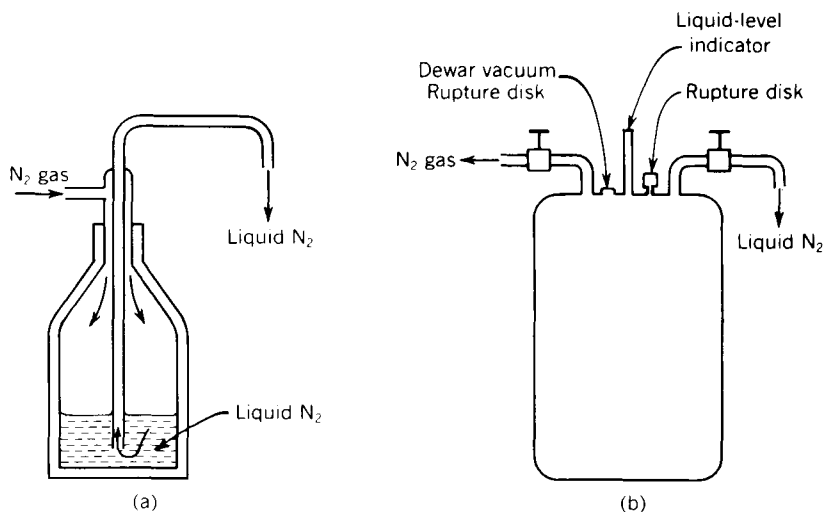 N₂ gas
Liquid N₂
Liquid N₂
(a)
Liquid-level
indicator
Dewar vacuum
Rupture disk
Rupture disk
N₂ gas
Liquid N₂
(b)